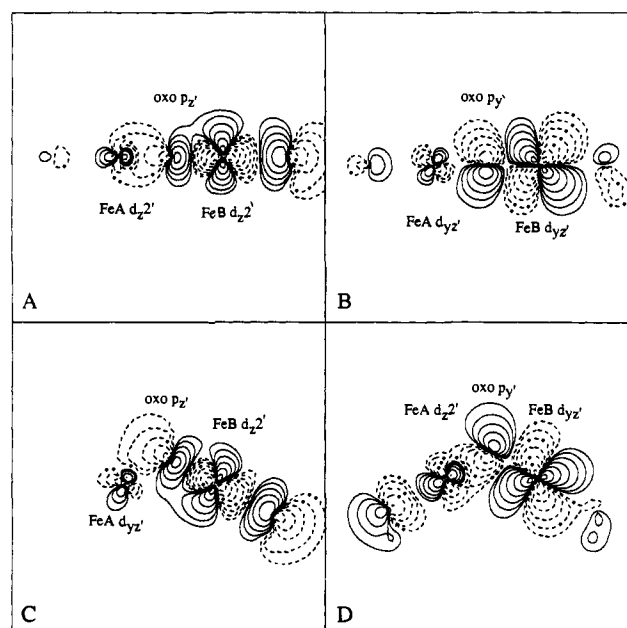 oxo p_z'
FeA d_z2'
FeB d_z2'
A
oxo p_y'
FeA d_yz'
FeB d_yz'
B
oxo p_z'
FeB d_z2'
FeA d_yz'
C
oxo p_y'
FeA d_z2'
FeB d_yz'
D